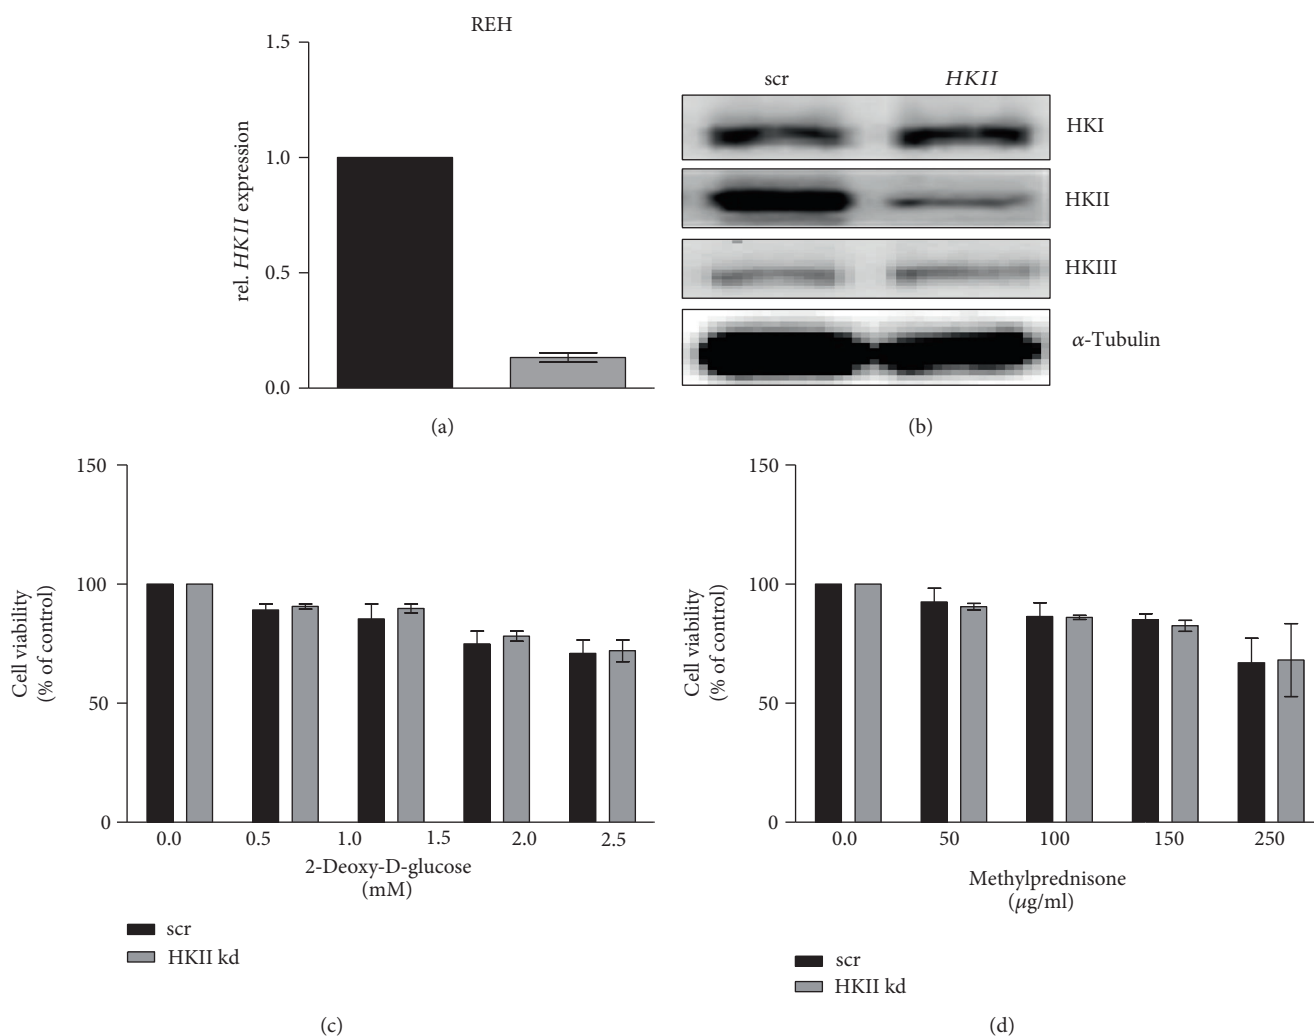 REH
1.5
1.0
0.5
0.0
rel. HKII expression
(a)
scr HKII
HKI
HKII
HKIII
α-Tubulin
(b)
150
100
50
0
Cell viability
(% of control)
0.0 0.5 1.0 1.5 2.0 2.5
2-Deoxy-D-glucose
(mM)
scr
HKII kd
(c)
150
100
50
0
Cell viability
(% of control)
0.0 50 100 150 250
Methylprednisone
(μg/ml)
scr
HKII kd
(d)